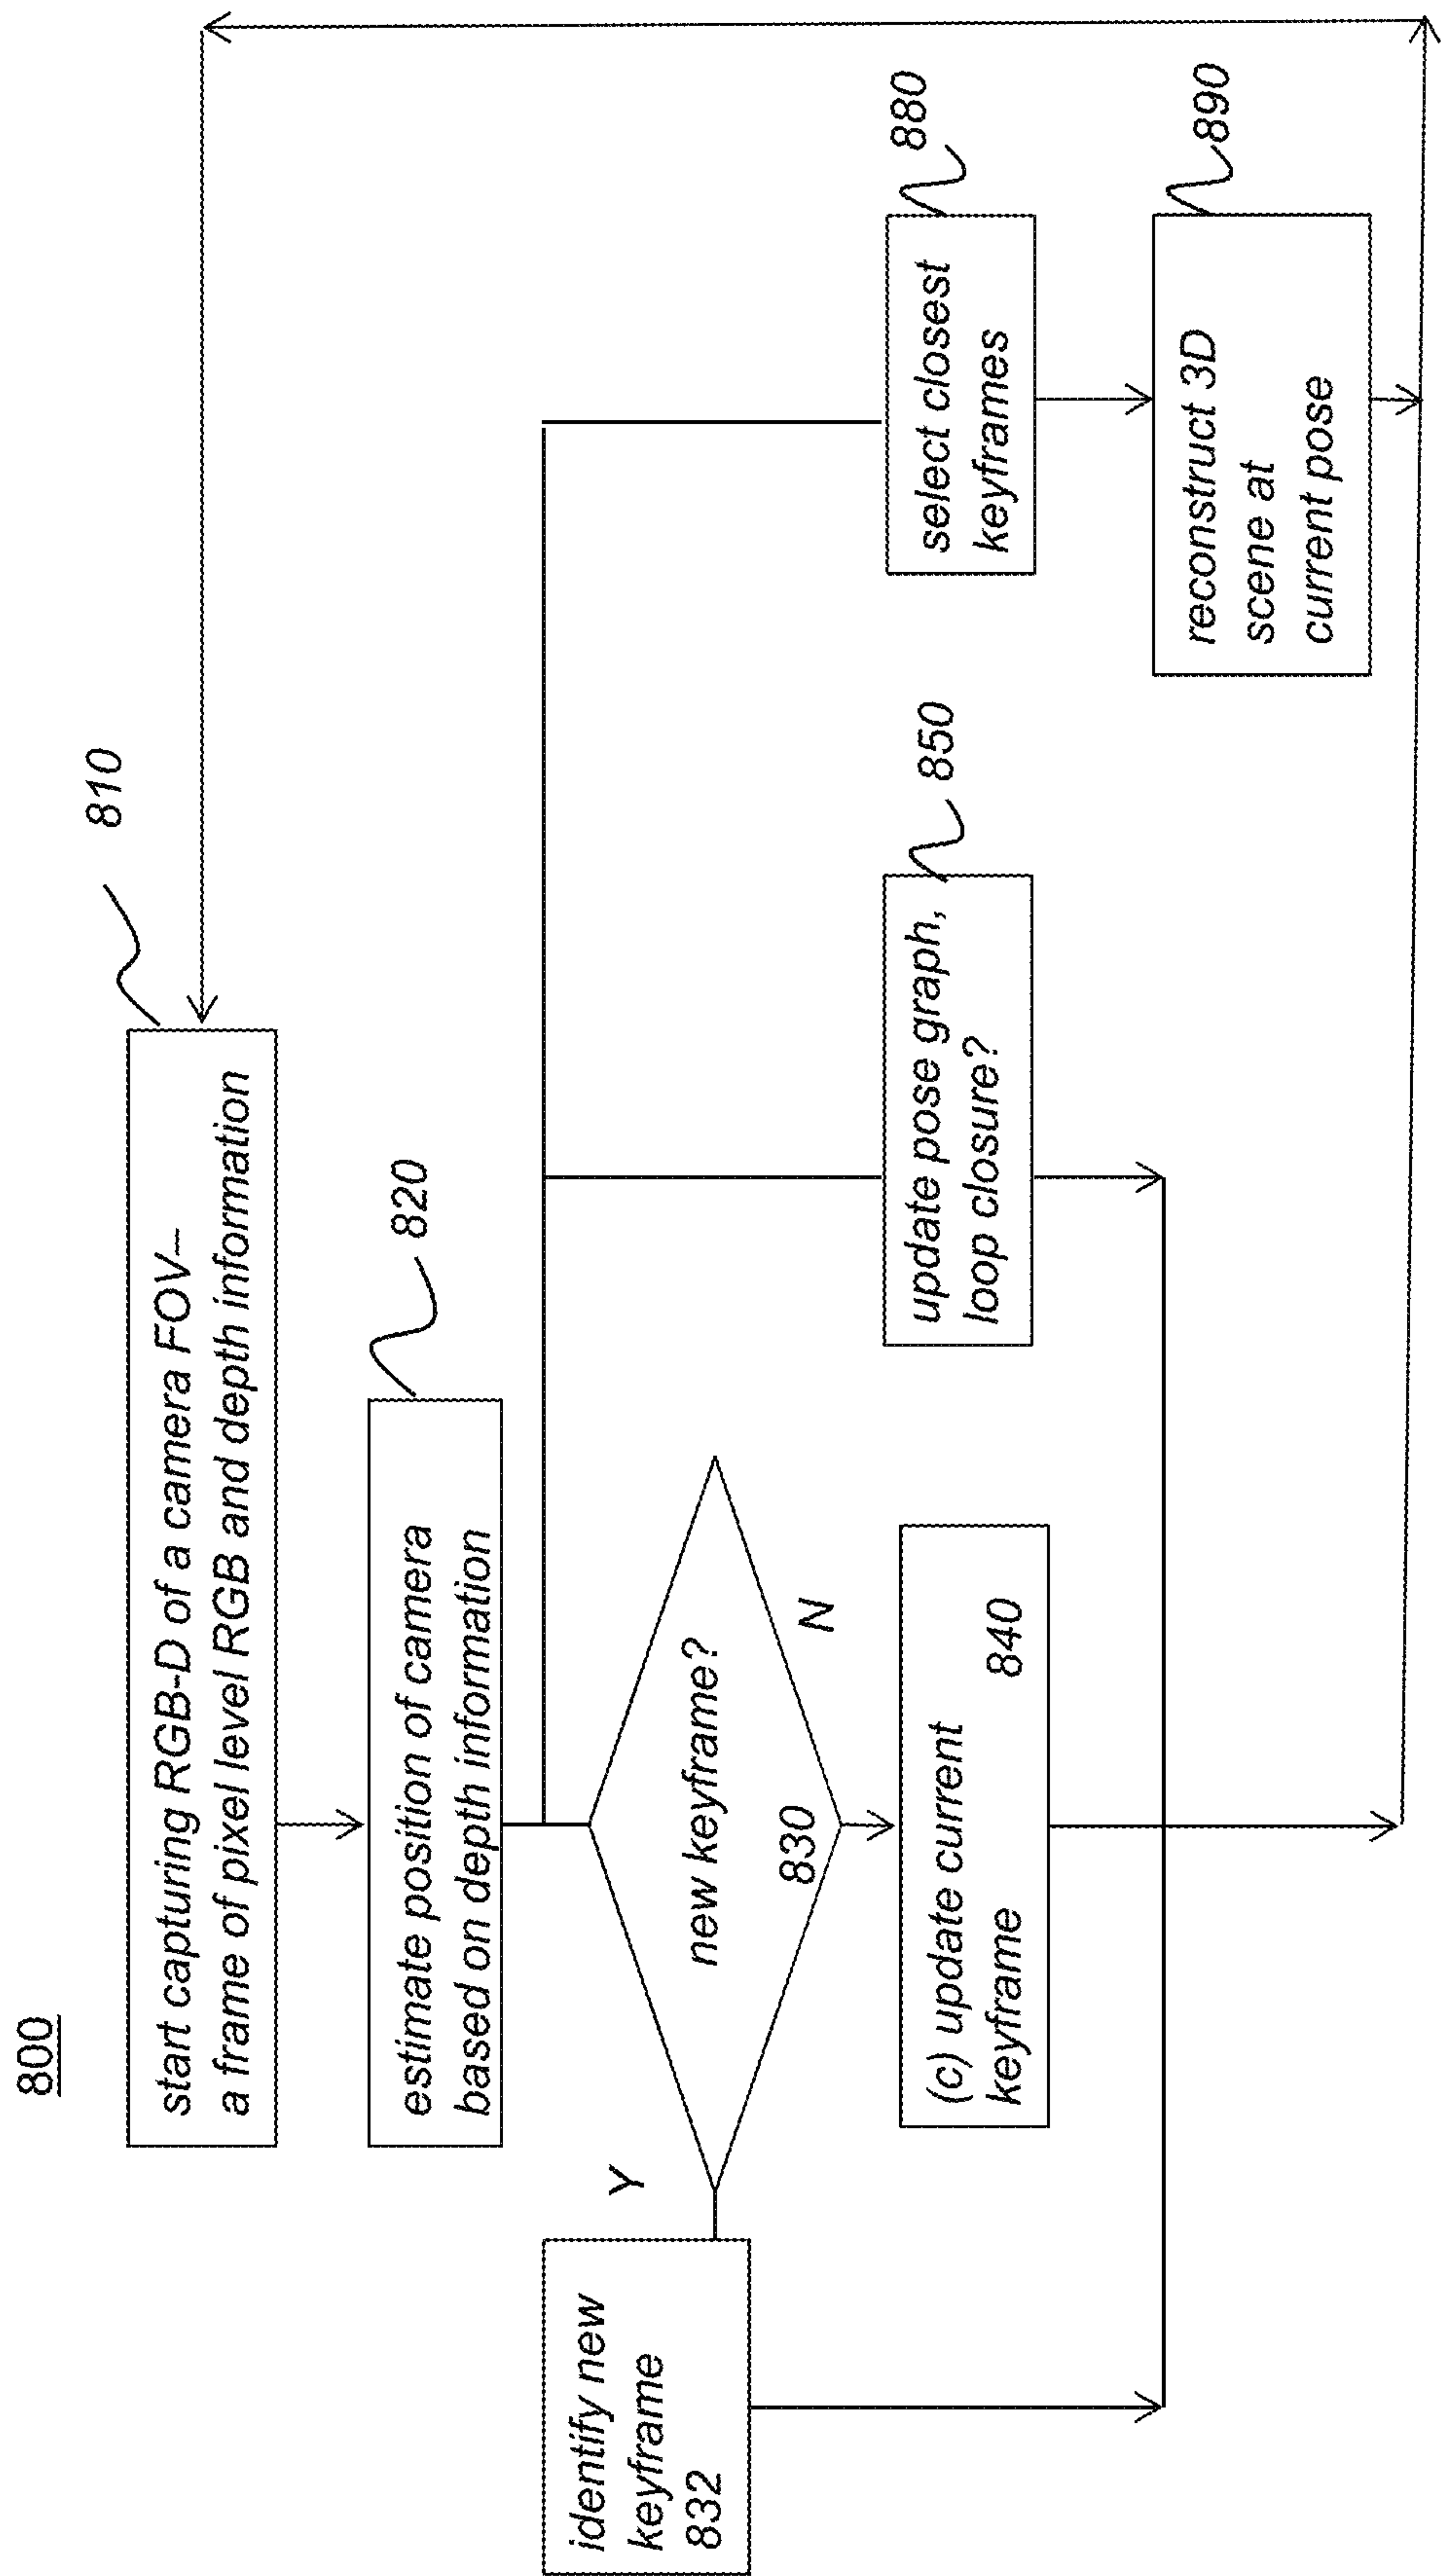 800
810
start capturing RGB-D of a camera FOV–
a frame of pixel level RGB and depth information
820
estimate position of camera
based on depth information
Y
new keyframe?
830
N
identify new
keyframe
832
(c) update current
keyframe
840
850
update pose graph,
loop closure?
880
select closest
keyframes
890
reconstruct 3D
scene at
current pose